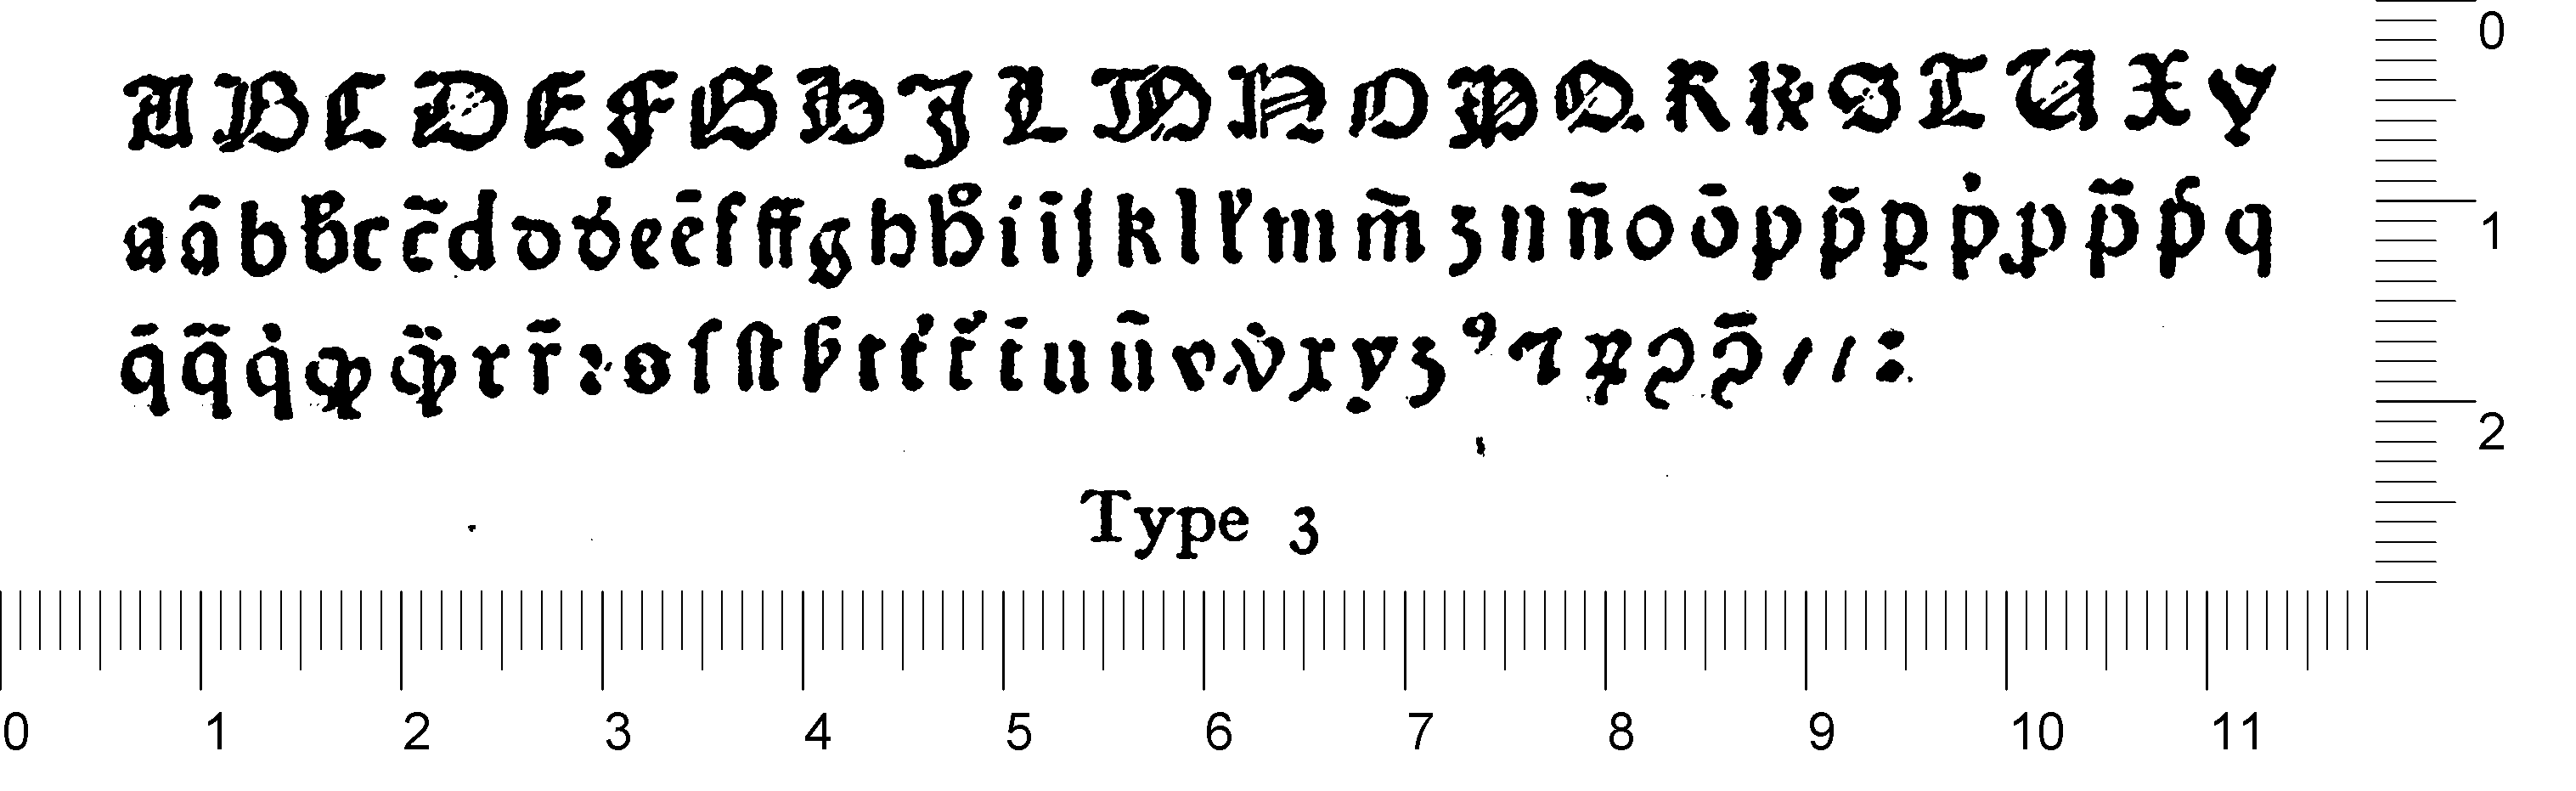 A B C D E F G H J L M N O P Q R R S T U X Y
a ã b b̄ c c̃ d d ḋ e ē f ff g h h̊ i ī j k l l̛ m m̃ ꝫ n ñ o ō p p̄ ꝑ ṗ ꝓ p̃ p̛ q
q̄ q̃ q̇ ꝙ ꝙ̃ r r̃ ꝛ s ſ ſt ß t t̛ t̃ t̄ u ũ v v̇ x y z ꝰ ⁊ ꝝ Ꝛ Ꝛ̄ / / :
Type 3
0 1 2 3 4 5 6 7 8 9 10 11
0
1
2